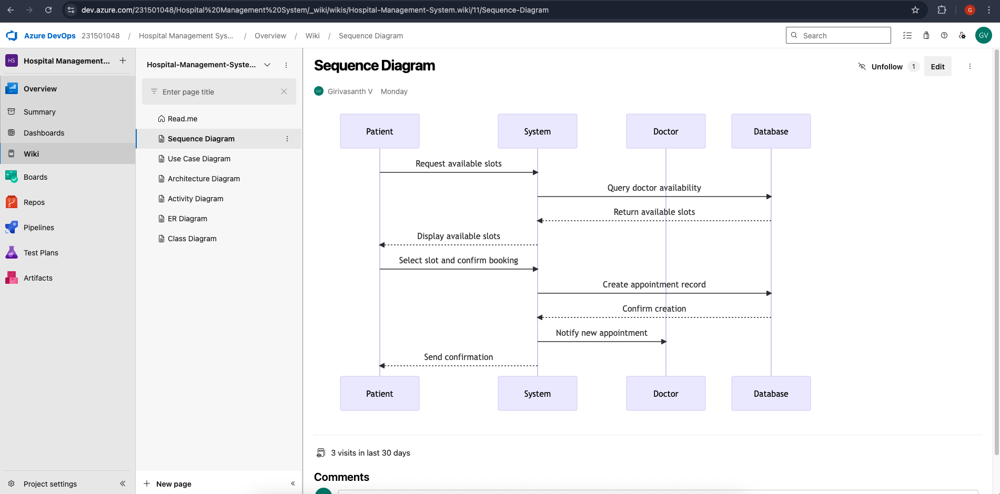 dev.azure.com/231501048/Hospital%20Management%20System/_wiki/wikis/Hospital-Management-System.wiki/11/Sequence-Diagram
G
Azure DevOps 231501048 / Hospital Management Sys... / Overview / Wiki / Sequence Diagram
Search
GV
HS Hospital Management...
Overview
Summary
Dashboards
Wiki
Boards
Repos
Pipelines
Test Plans
Artifacts
Project settings
Hospital-Management-Syste...
Enter page title
Read.me
Sequence Diagram
Use Case Diagram
Architecture Diagram
Activity Diagram
ER Diagram
Class Diagram
New page
Sequence Diagram
Unfollow 1 Edit
GV Girivasanth V Monday
Patient System Doctor Database
Request available slots
Query doctor availability
Return available slots
Display available slots
Select slot and confirm booking
Create appointment record
Confirm creation
Notify new appointment
Send confirmation
Patient System Doctor Database
3 visits in last 30 days
Comments